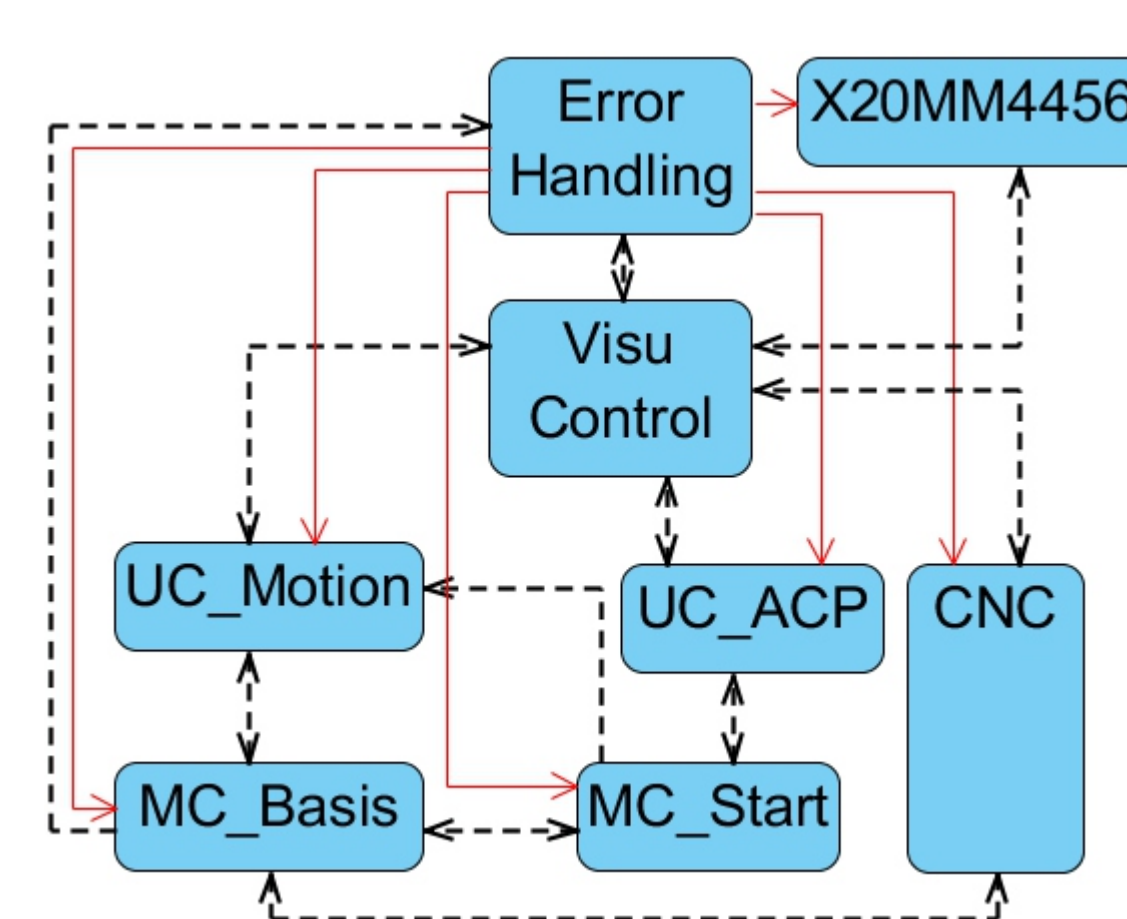 Error
Handling
X20MM4456
Visu
Control
UC_Motion
UC_ACP
CNC
MC_Basis
MC_Start